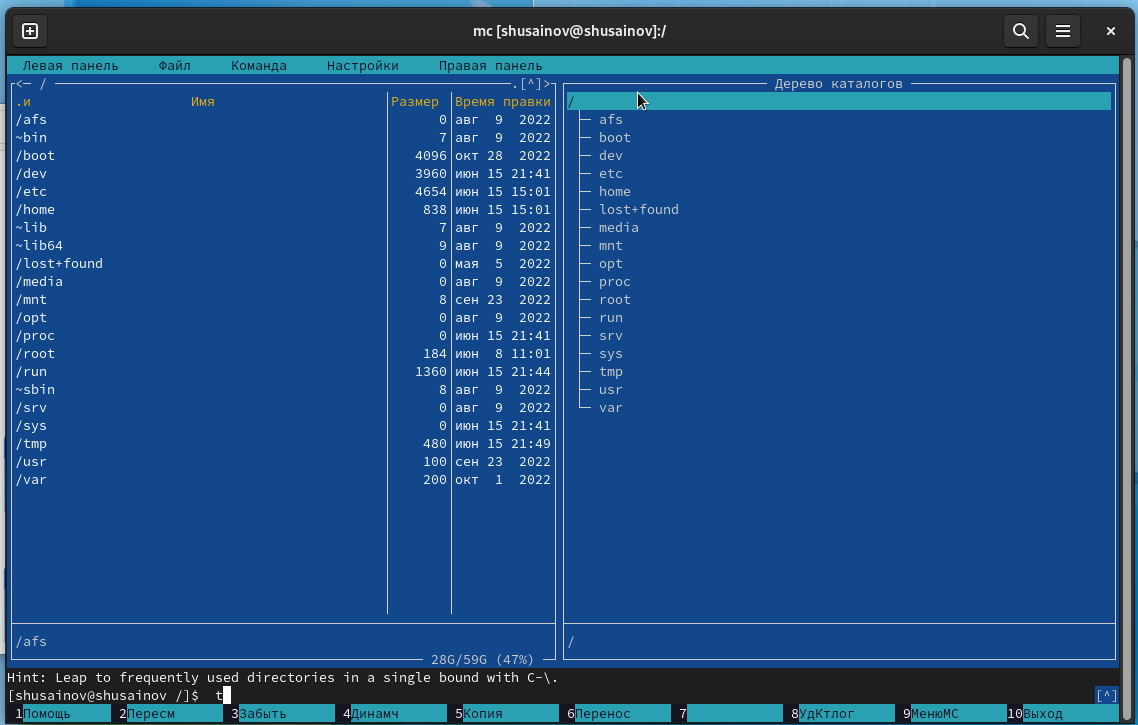 mc [shusainov@shusainov]:/
Левая панель Файл Команда Настройки Правая панель
<─ / .[^]>
.и Имя Размер Время правки
/afs 0 авг 9 2022
~bin 7 авг 9 2022
/boot 4096 окт 28 2022
/dev 3960 июн 15 21:41
/etc 4654 июн 15 15:01
/home 838 июн 15 15:01
~lib 7 авг 9 2022
~lib64 9 авг 9 2022
/lost+found 0 мая 5 2022
/media 0 авг 9 2022
/mnt 8 сен 23 2022
/opt 0 авг 9 2022
/proc 0 июн 15 21:41
/root 184 июн 8 11:01
/run 1360 июн 15 21:44
~sbin 8 авг 9 2022
/srv 0 авг 9 2022
/sys 0 июн 15 21:41
/tmp 480 июн 15 21:49
/usr 100 сен 23 2022
/var 200 окт 1 2022
/afs
28G/59G (47%)
Дерево каталогов
/
afs
boot
dev
etc
home
lost+found
media
mnt
opt
proc
root
run
srv
sys
tmp
usr
var
/
Hint: Leap to frequently used directories in a single bound with C-\.
[shusainov@shusainov /]$ t [^]
1Помощь 2Пересм 3Забыть 4Динамч 5Копия 6Перенос 7 8УдКтлог 9МенюМС 10Выход